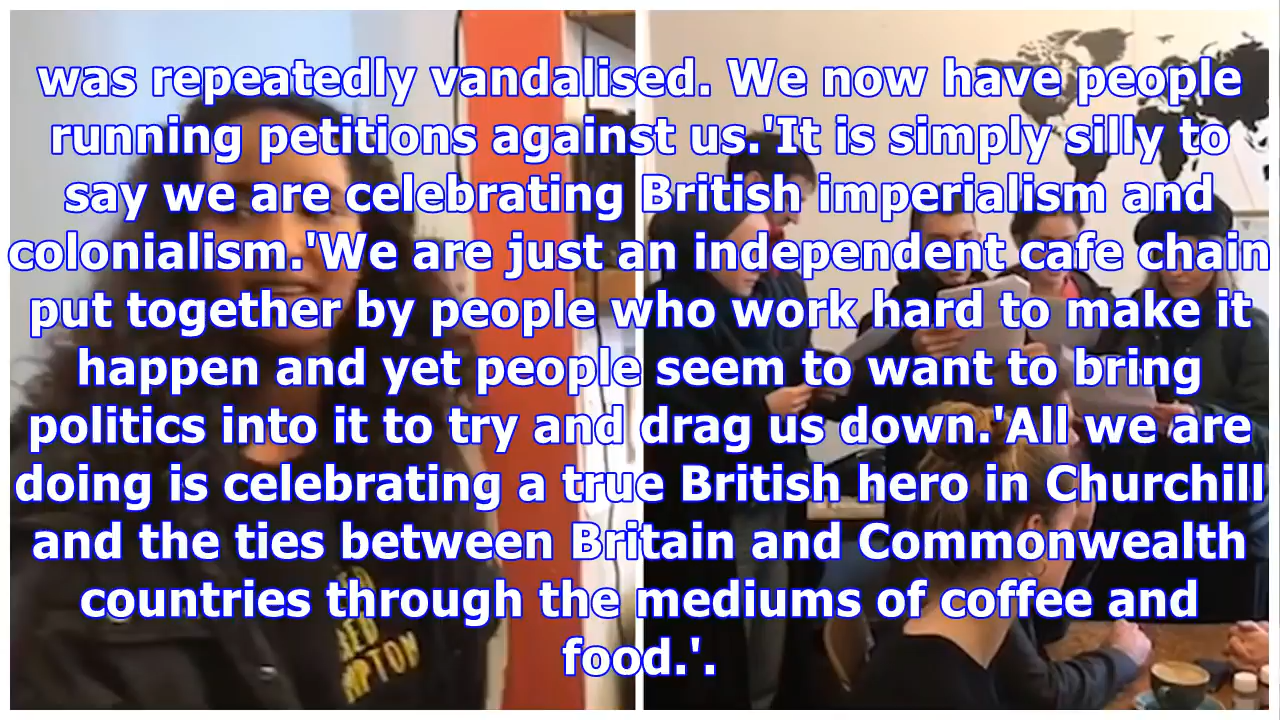 was repeatedly vandalised. We now have people
running petitions against us.'It is simply silly to
say we are celebrating British imperialism and
colonialism.'We are just an independent cafe chain
put together by people who work hard to make it
happen and yet people seem to want to bring
politics into it to try and drag us down.'All we are
doing is celebrating a true British hero in Churchill
and the ties between Britain and Commonwealth
countries through the mediums of coffee and
food.'.